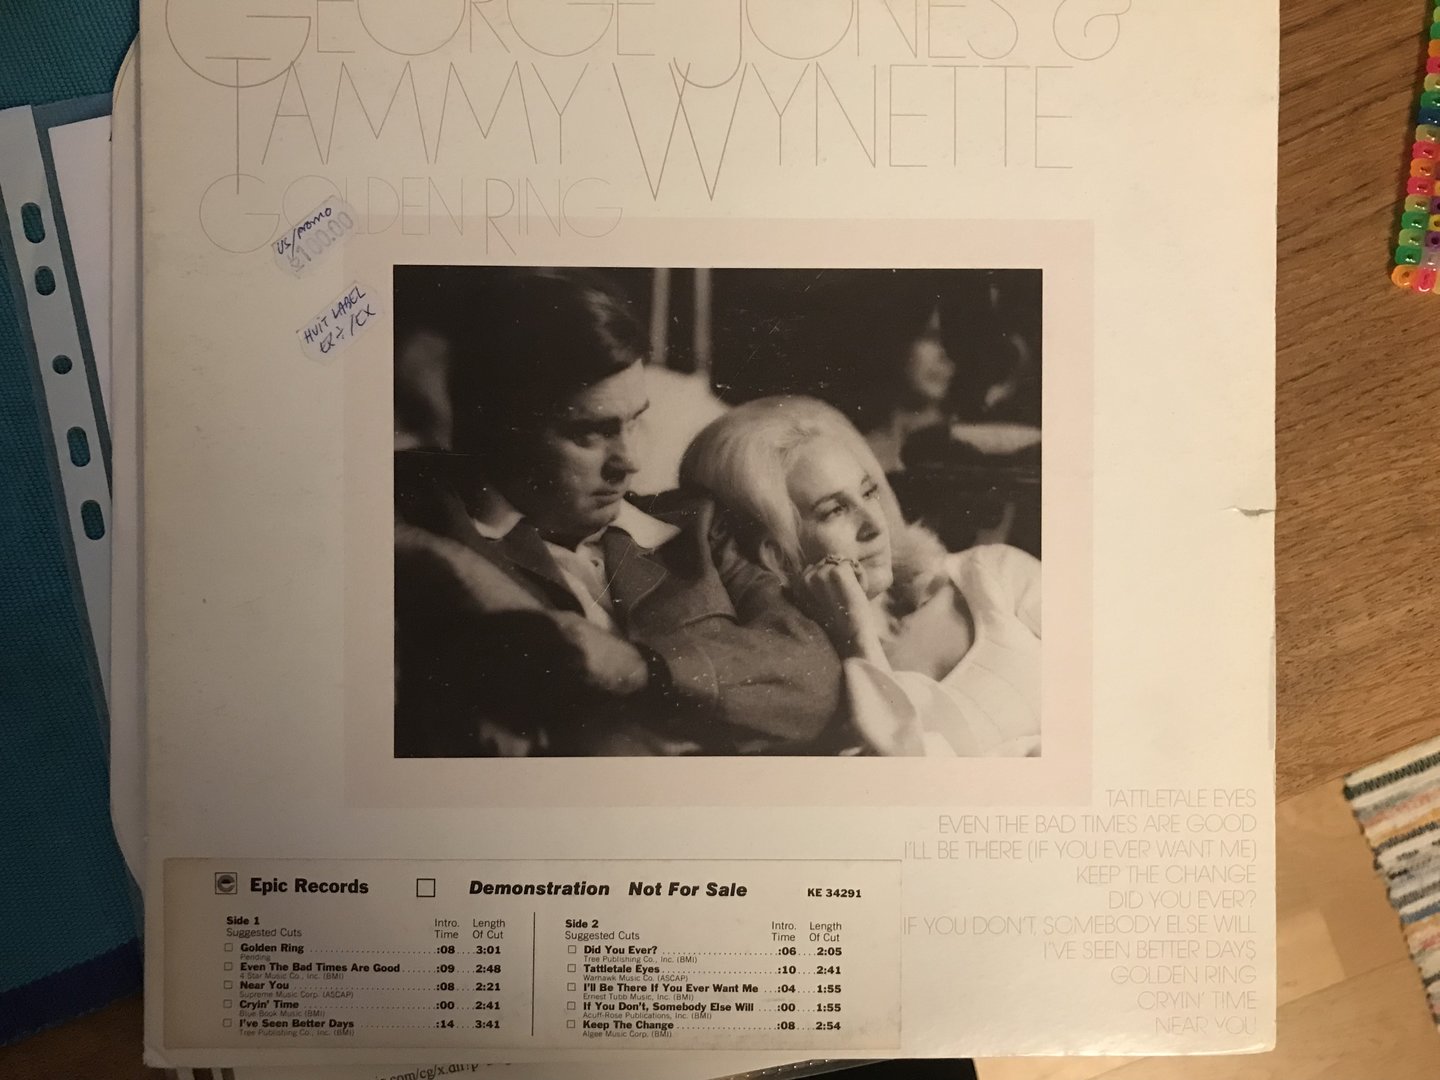 GEORGE JONES &
TAMMY WYNETTE
GOLDEN RING
US/PROMO
£100.00
HVIT LABEL
EX÷/EX
TATTLETALE EYES
EVEN THE BAD TIMES ARE GOOD
I'LL BE THERE (IF YOU EVER WANT ME)
KEEP THE CHANGE
DID YOU EVER?
IF YOU DON'T, SOMEBODY ELSE WILL
I'VE SEEN BETTER DAYS
GOLDEN RING
CRYIN' TIME
NEAR YOU
e Epic Records Demonstration Not For Sale KE 34291
Side 1
Suggested Cuts Intro. Time Length Of Cut
Golden Ring :08 3:01
Pending
Even The Bad Times Are Good :09 2:48
4 Star Music Co., Inc. (BMI)
Near You :08 2:21
Supreme Music Corp. (ASCAP)
Cryin' Time :00 2:41
Blue Book Music (BMI)
I've Seen Better Days :14 3:41
Tree Publishing Co., Inc. (BMI)
Side 2
Suggested Cuts Intro. Time Length Of Cut
Did You Ever? :06 2:05
Tree Publishing Co., Inc. (BMI)
Tattletale Eyes :10 2:41
Warhawk Music Co. (ASCAP)
I'll Be There If You Ever Want Me :04 1:55
Ernest Tubb Music, Inc. (BMI)
If You Don't, Somebody Else Will :00 1:55
Acuff-Rose Publications, Inc. (BMI)
Keep The Change :08 2:54
Algee Music Corp. (BMI)